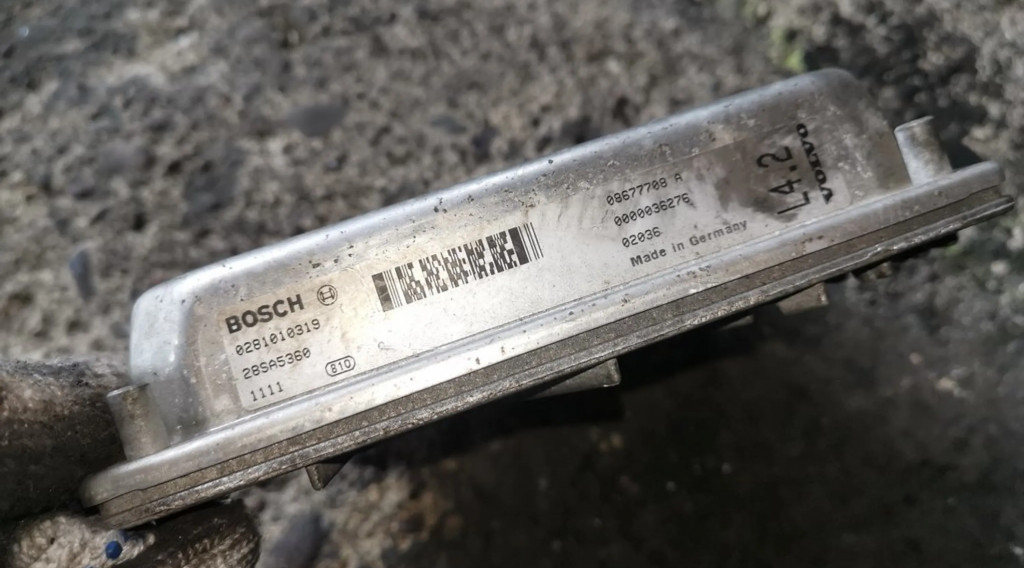 BOSCH
0281010319
28SA5360
1111
810
08677708 A
0000036276
02036
Made in Germany
L4.2
VOLVO